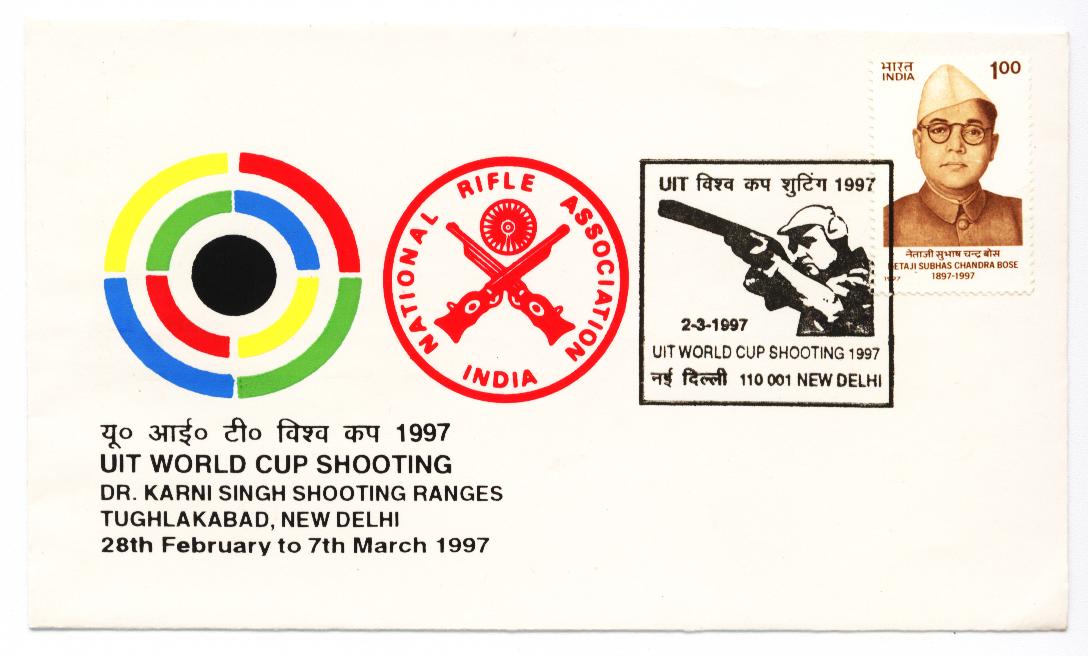 भारत
INDIA
100
नेताजी सुभाष चन्द्र बोस
NETAJI SUBHAS CHANDRA BOSE
1897-1997
1997
NATIONAL RIFLE ASSOCIATION
INDIA
UIT विश्व कप शुटिंग 1997
2-3-1997
UIT WORLD CUP SHOOTING 1997
नई दिल्ली 110 001 NEW DELHI
यू० आई० टी० विश्व कप 1997
UIT WORLD CUP SHOOTING
DR. KARNI SINGH SHOOTING RANGES
TUGHLAKABAD, NEW DELHI
28th February to 7th March 1997